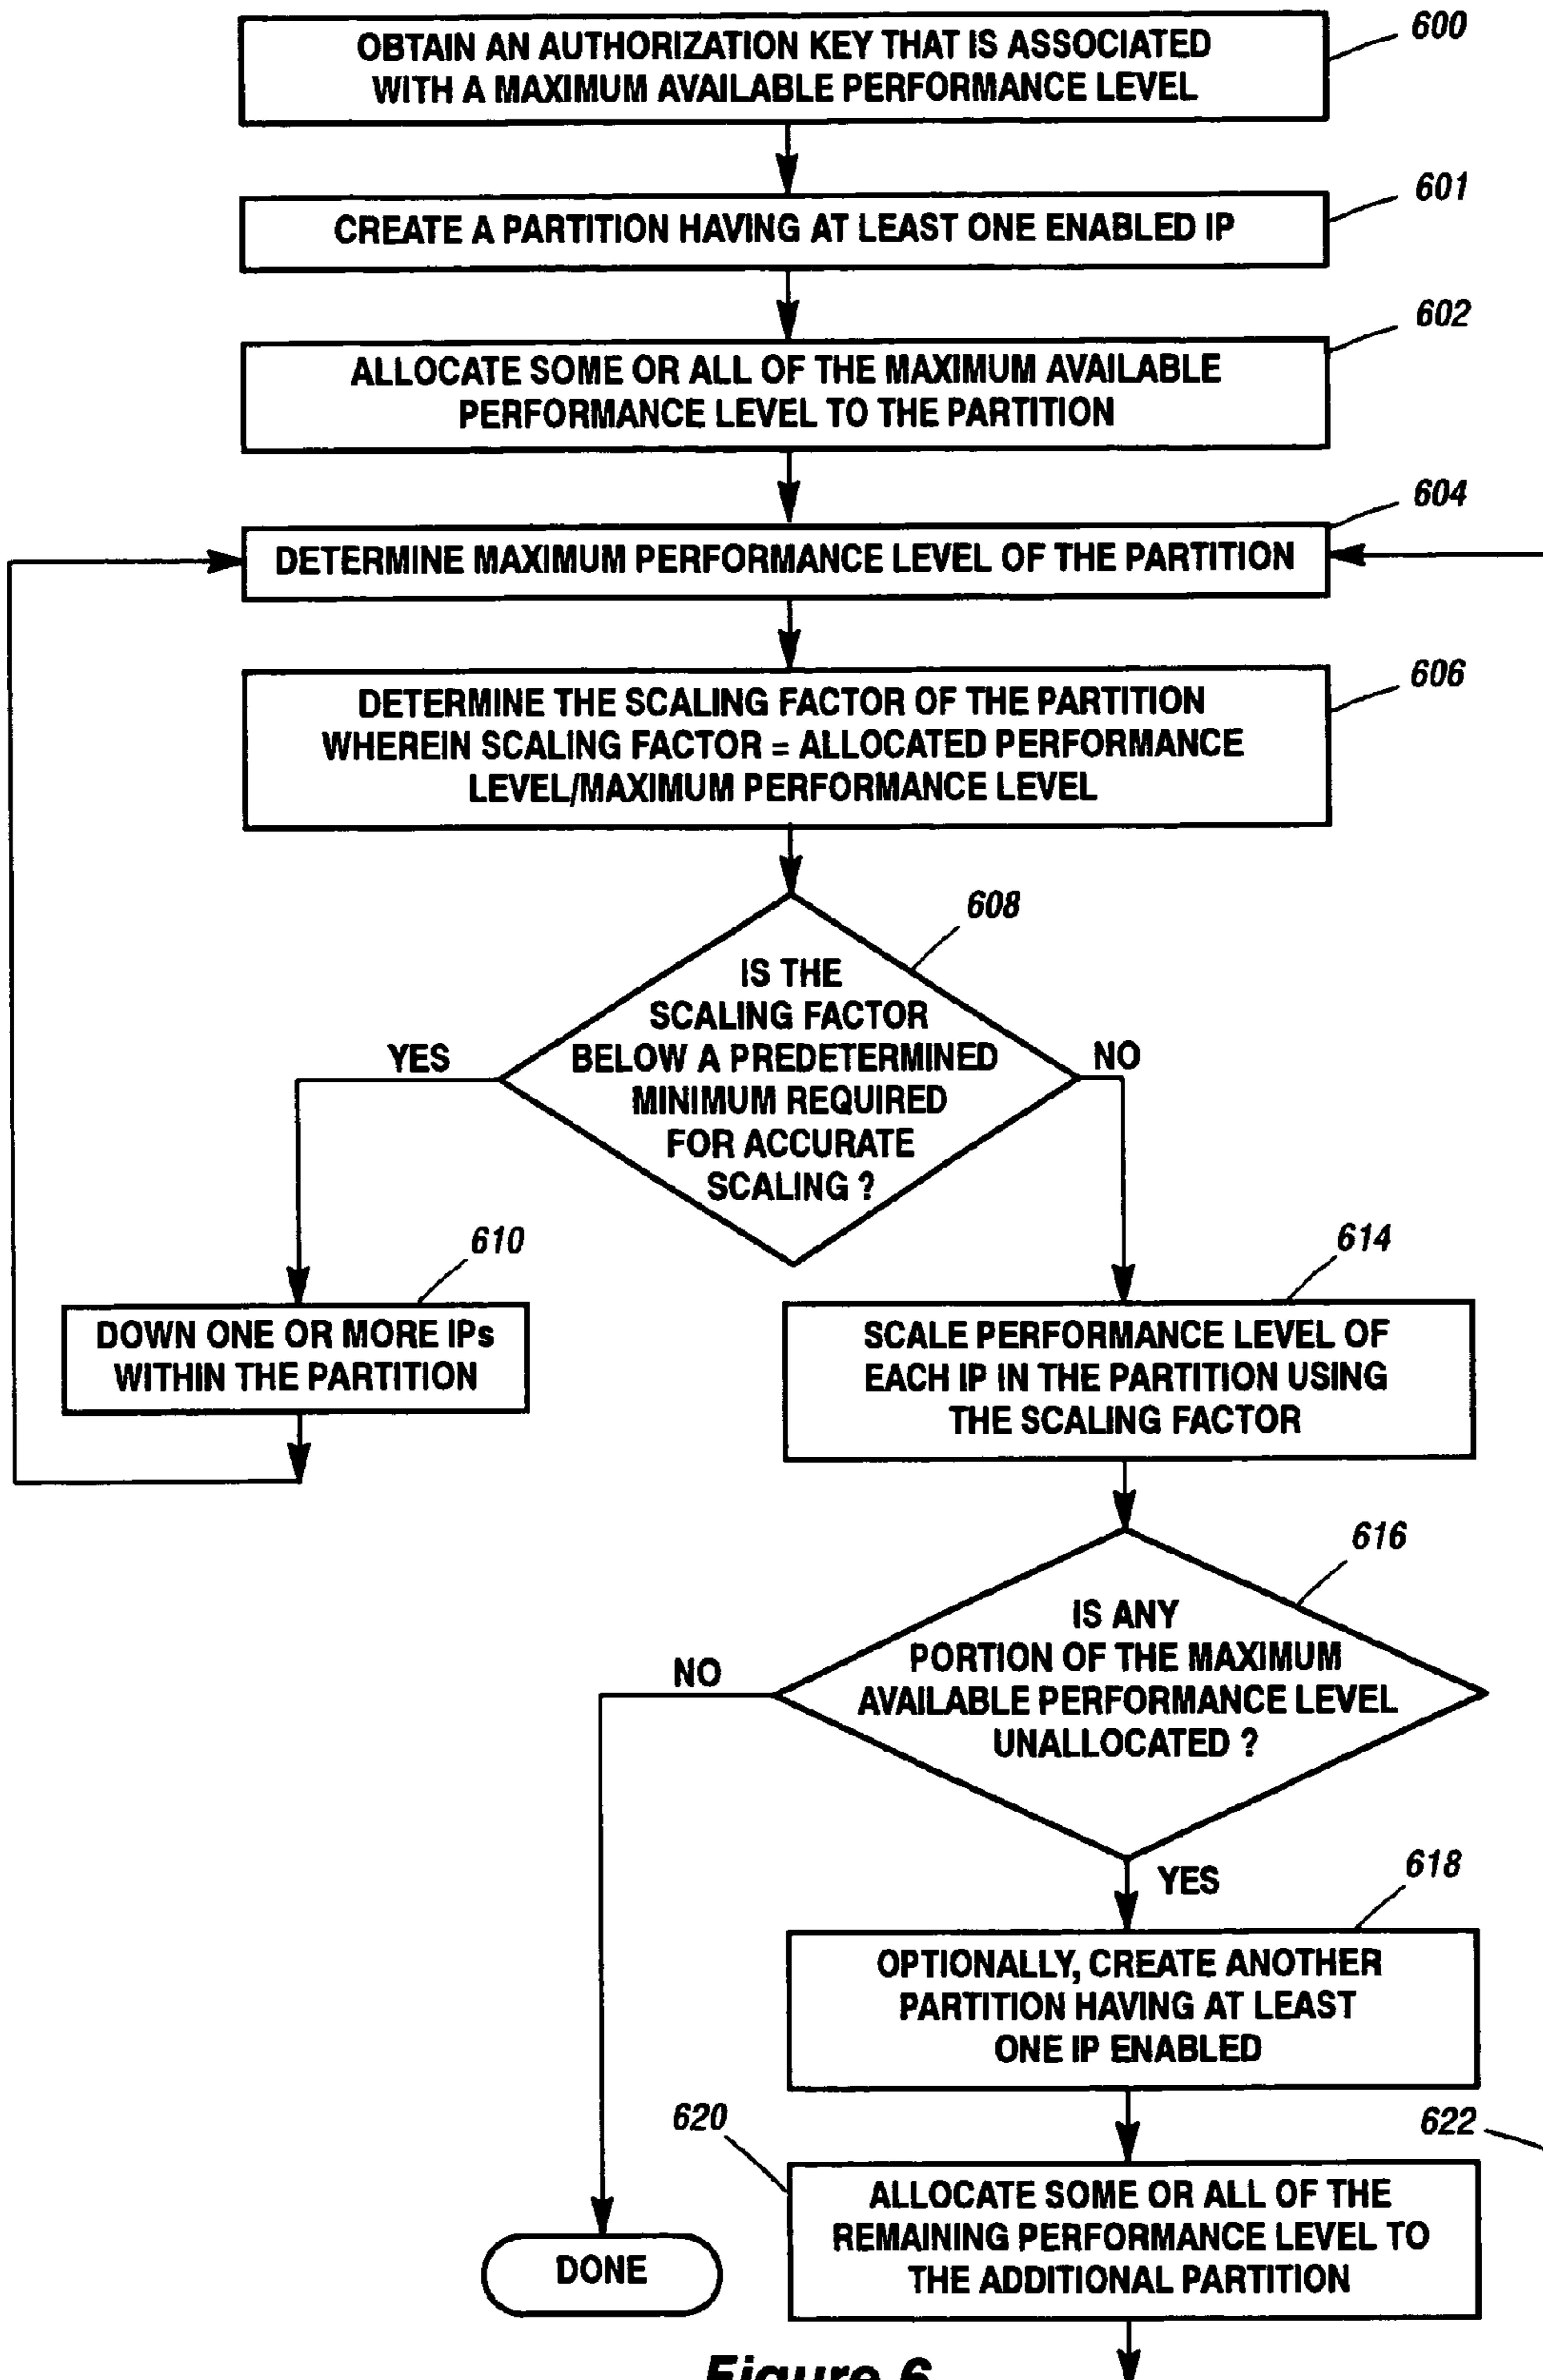 600
OBTAIN AN AUTHORIZATION KEY THAT IS ASSOCIATED
WITH A MAXIMUM AVAILABLE PERFORMANCE LEVEL
601
CREATE A PARTITION HAVING AT LEAST ONE ENABLED IP
602
ALLOCATE SOME OR ALL OF THE MAXIMUM AVAILABLE
PERFORMANCE LEVEL TO THE PARTITION
604
DETERMINE MAXIMUM PERFORMANCE LEVEL OF THE PARTITION
606
DETERMINE THE SCALING FACTOR OF THE PARTITION
WHEREIN SCALING FACTOR = ALLOCATED PERFORMANCE
LEVEL/MAXIMUM PERFORMANCE LEVEL
608
IS THE
SCALING FACTOR
BELOW A PREDETERMINED
MINIMUM REQUIRED
FOR ACCURATE
SCALING ?
YES
NO
610
DOWN ONE OR MORE IPs
WITHIN THE PARTITION
614
SCALE PERFORMANCE LEVEL OF
EACH IP IN THE PARTITION USING
THE SCALING FACTOR
616
IS ANY
PORTION OF THE MAXIMUM
AVAILABLE PERFORMANCE LEVEL
UNALLOCATED ?
NO
YES
618
OPTIONALLY, CREATE ANOTHER
PARTITION HAVING AT LEAST
ONE IP ENABLED
620
622
ALLOCATE SOME OR ALL OF THE
REMAINING PERFORMANCE LEVEL TO
THE ADDITIONAL PARTITION
DONE
Figure 6